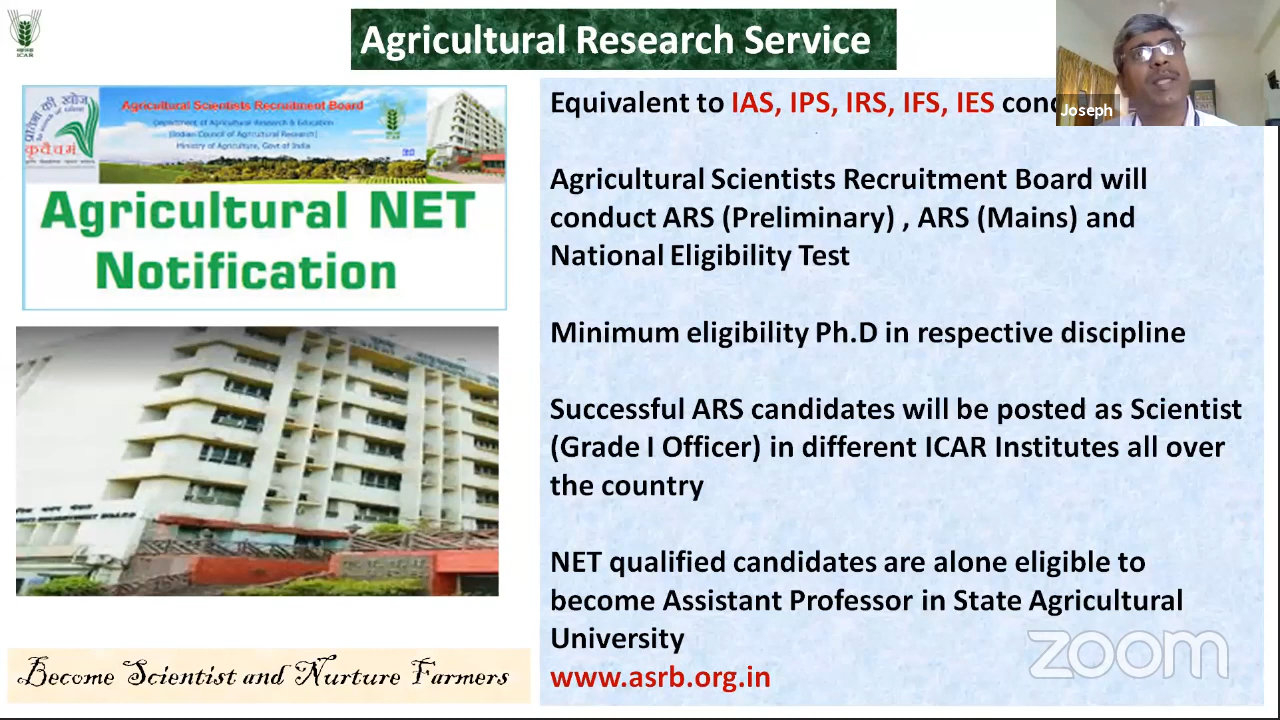 Agricultural Research Service
ICAR
Agricultural Scientists Recruitment Board
Department of Agricultural Research & Education
(Indian Council of Agricultural Research)
Ministry of Agriculture, Govt of India
Agricultural NET
Notification
Become Scientist and Nurture Farmers
Equivalent to IAS, IPS, IRS, IFS, IES
Joseph
Agricultural Scientists Recruitment Board will
conduct ARS (Preliminary) , ARS (Mains) and
National Eligibility Test
Minimum eligibility Ph.D in respective discipline
Successful ARS candidates will be posted as Scientist
(Grade I Officer) in different ICAR Institutes all over
the country
NET qualified candidates are alone eligible to
become Assistant Professor in State Agricultural
University
www.asrb.org.in
zoom